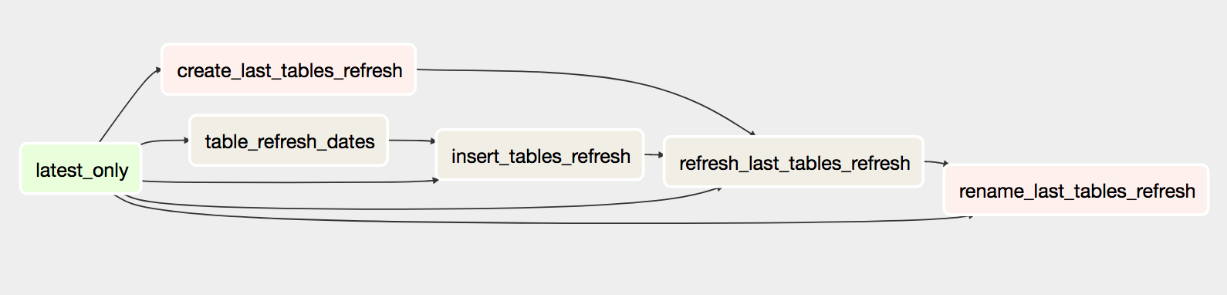 create_last_tables_refresh
table_refresh_dates
latest_only
insert_tables_refresh
refresh_last_tables_refresh
rename_last_tables_refresh